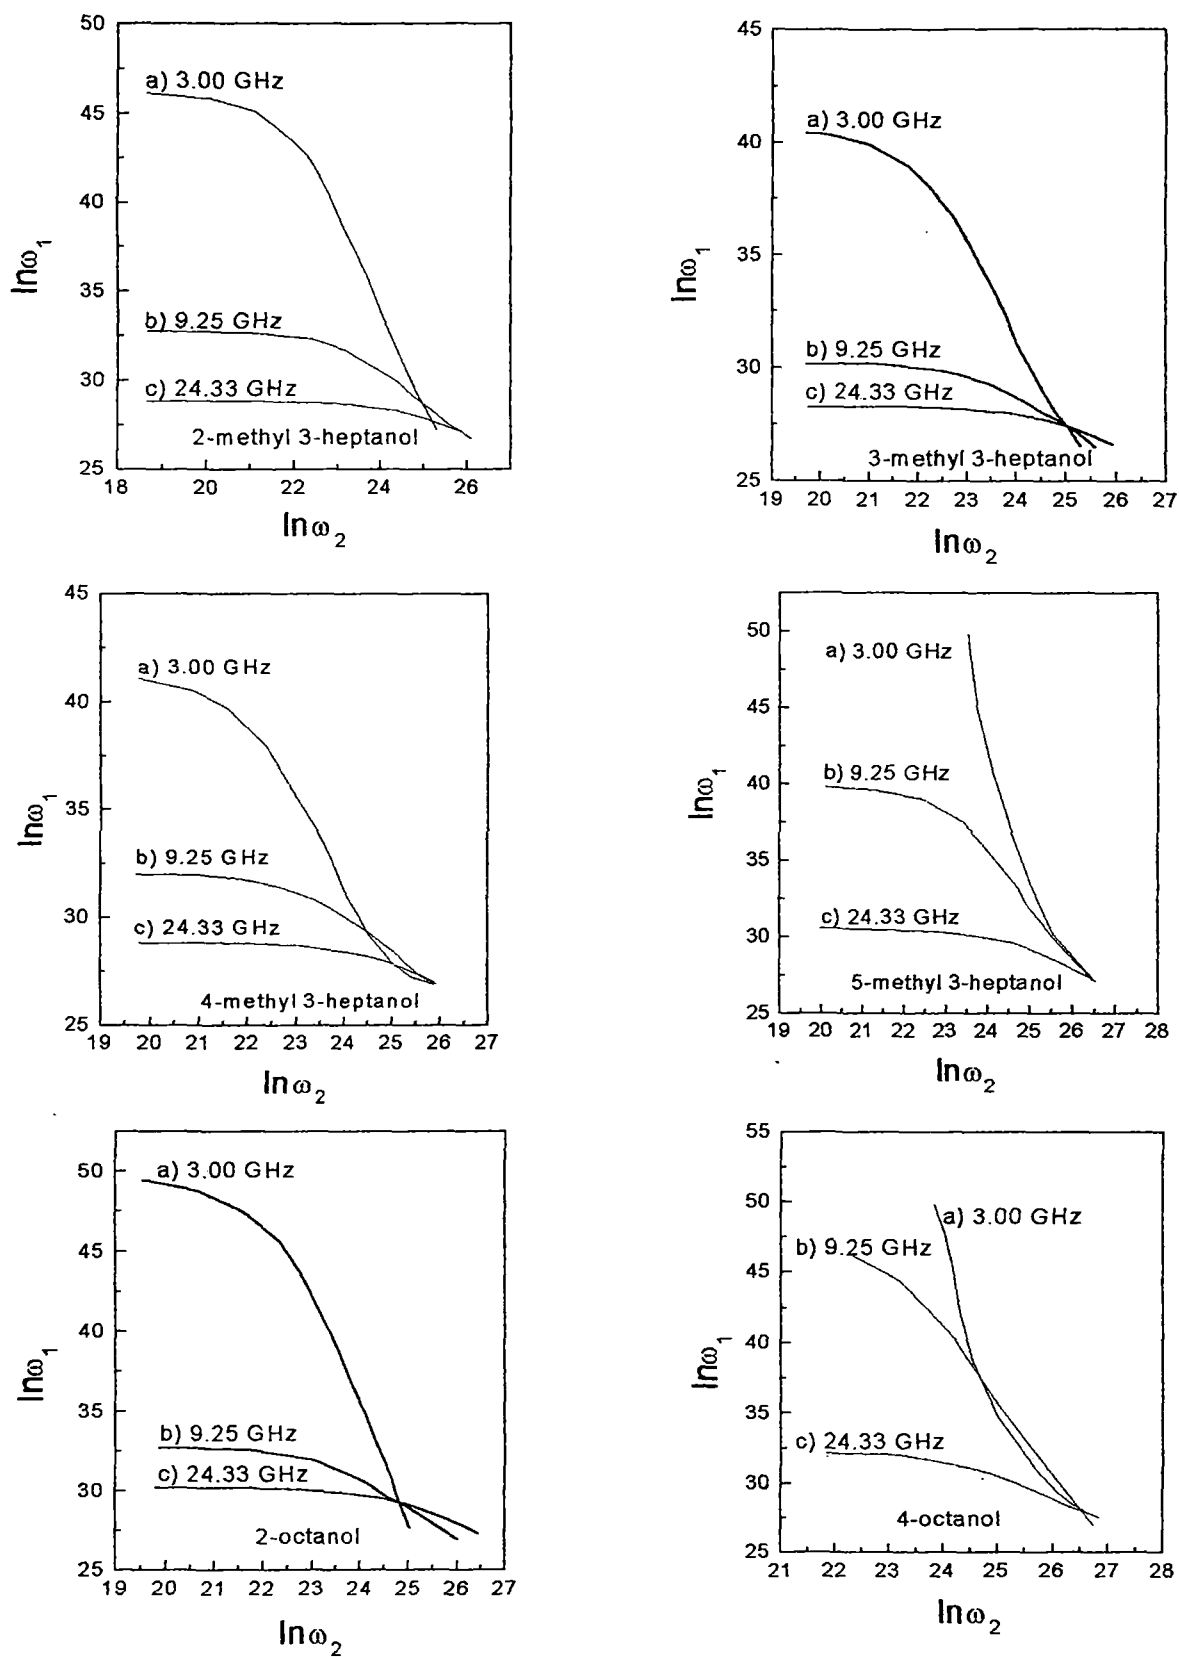 50
45
40
35
30
25
lnω₁
a) 3.00 GHz
b) 9.25 GHz
c) 24.33 GHz
2-methyl 3-heptanol
18 20 22 24 26
lnω₂
45
40
35
30
25
lnω₁
a) 3.00 GHz
b) 9.25 GHz
c) 24.33 GHz
3-methyl 3-heptanol
19 20 21 22 23 24 25 26 27
lnω₂
45
40
35
30
25
lnω₁
a) 3.00 GHz
b) 9.25 GHz
c) 24.33 GHz
4-methyl 3-heptanol
19 20 21 22 23 24 25 26 27
lnω₂
50
45
40
35
30
25
lnω₁
a) 3.00 GHz
b) 9.25 GHz
c) 24.33 GHz
5-methyl 3-heptanol
19 20 21 22 23 24 25 26 27 28
lnω₂
50
45
40
35
30
25
lnω₁
a) 3.00 GHz
b) 9.25 GHz
c) 24.33 GHz
2-octanol
19 20 21 22 23 24 25 26 27
lnω₂
55
50
45
40
35
30
25
lnω₁
a) 3.00 GHz
b) 9.25 GHz
c) 24.33 GHz
4-octanol
21 22 23 24 25 26 27 28
lnω₂